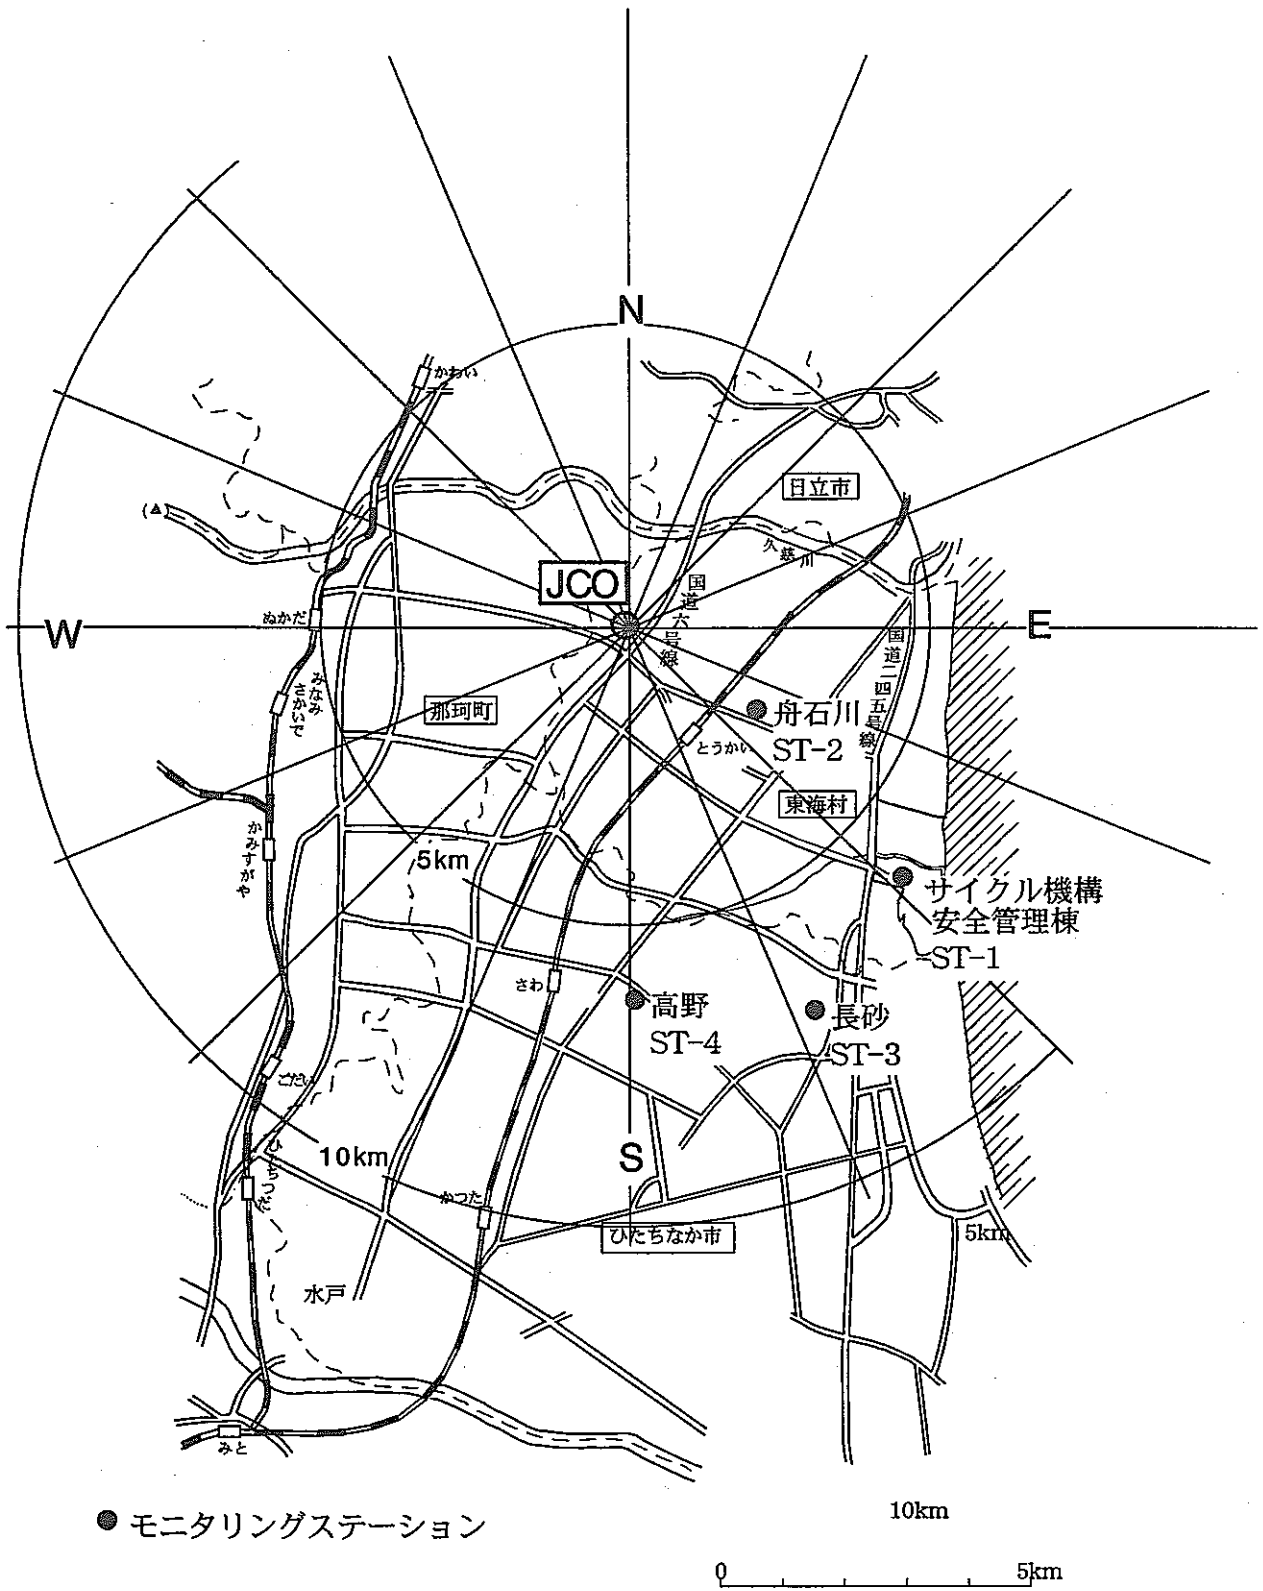 N
かわい
日立市
(▲)
久慈川
JCO
国道六号線
W
ぬかだ
E
国道二四五号線
みなみ
さかいで
那珂町
舟石川
ST-2
とうかい
東海村
かみすがや
5km
サイクル機構
安全管理棟
ST-1
さわ
高野
ST-4
長砂
ST-3
ごだい
ひたちつだ
10km
S
かつた
ひたちなか市
5km
水戸
みと
● モニタリングステーション
10km
0
5km